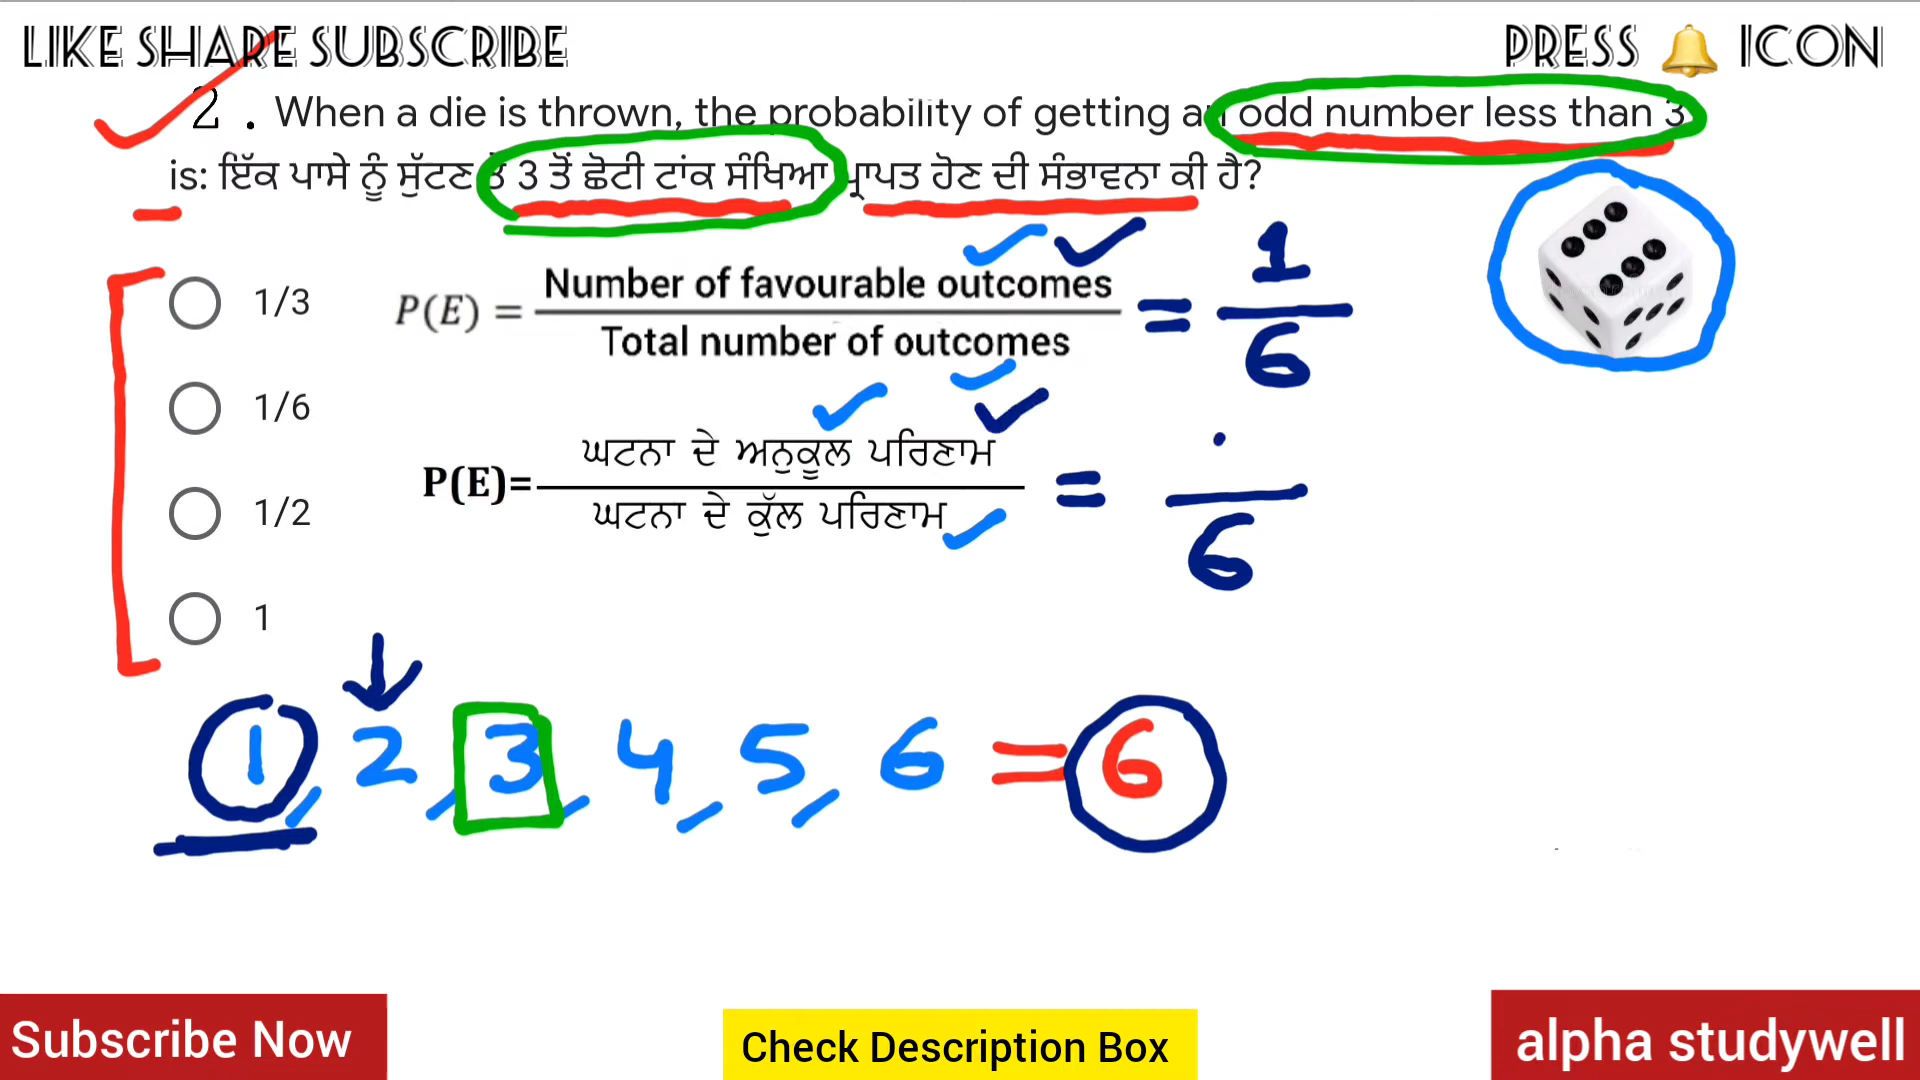 LIKE SHARE SUBSCRIBE
PRESS 🔔 ICON
2 . When a die is thrown, the probability of getting an odd number less than 3
is: ਇੱਕ ਪਾਸੇ ਨੂੰ ਸੁੱਟਣ ਤੇ 3 ਤੋਂ ਛੋਟੀ ਟਾਂਕ ਸੰਖਿਆ ਪ੍ਰਾਪਤ ਹੋਣ ਦੀ ਸੰਭਾਵਨਾ ਕੀ ਹੈ?
1/3
1/6
1/2
1
P(E) = Number of favourable outcomes = 1
Total number of outcomes 6
P(E)= ਘਟਨਾ ਦੇ ਅਨੁਕੂਲ ਪਰਿਣਾਮ =
ਘਟਨਾ ਦੇ ਕੁੱਲ ਪਰਿਣਾਮ 6
1, 2, 3, 4, 5, 6 = 6
Subscribe Now
Check Description Box
alpha studywell